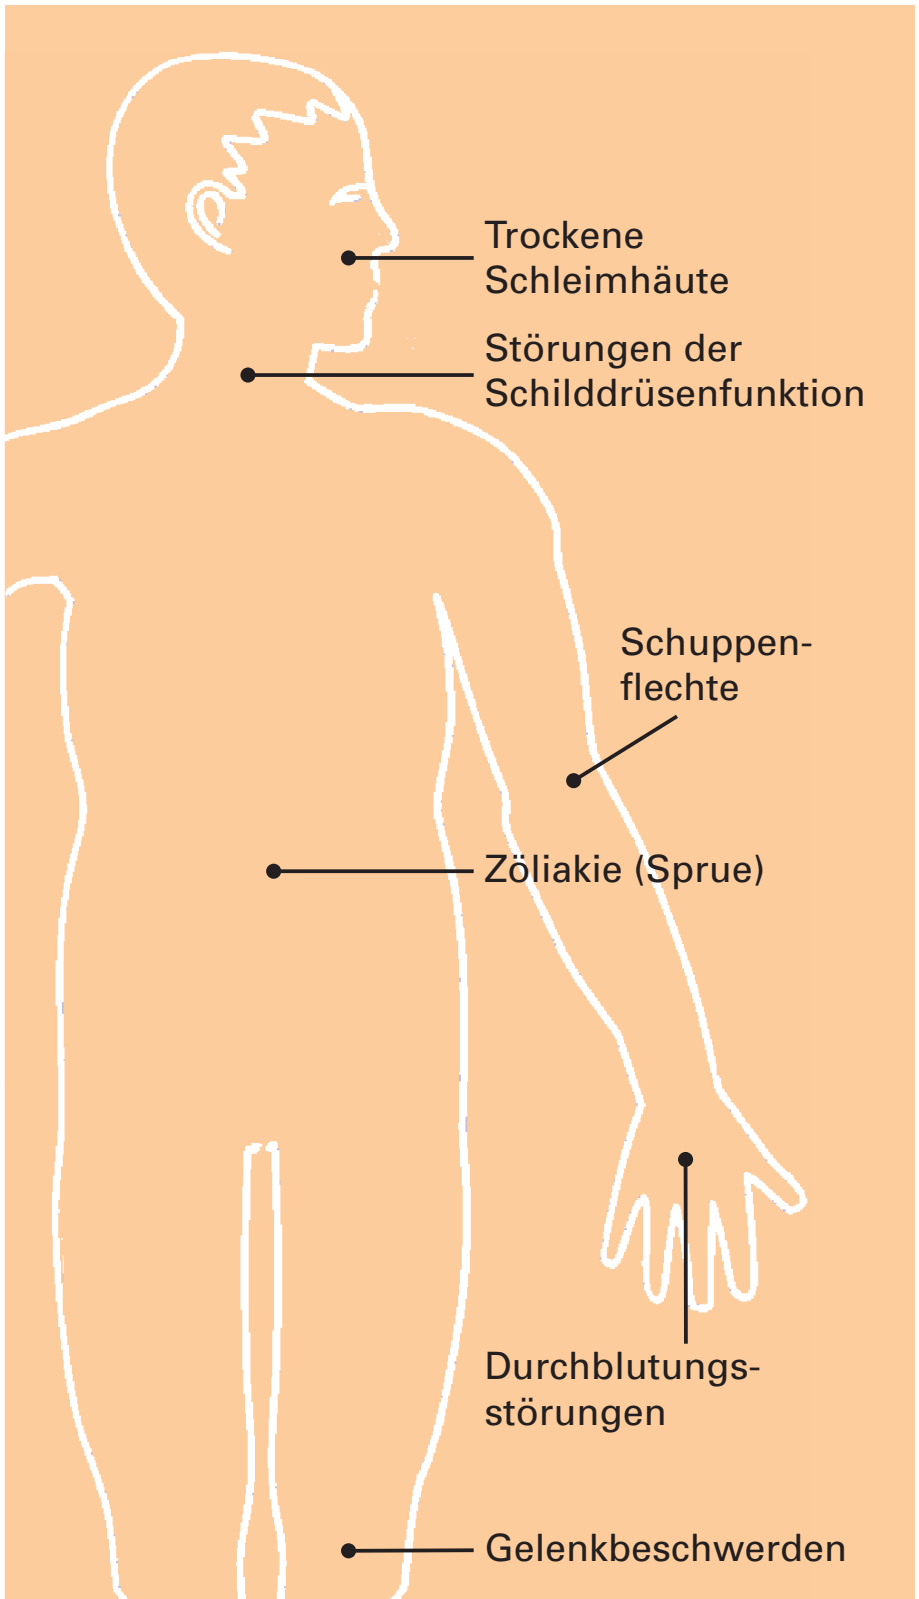 Trockene
Schleimhäute
Störungen der
Schilddrüsenfunktion
Schuppen-
flechte
Zöliakie (Sprue)
Durchblutungs-
störungen
Gelenkbeschwerden